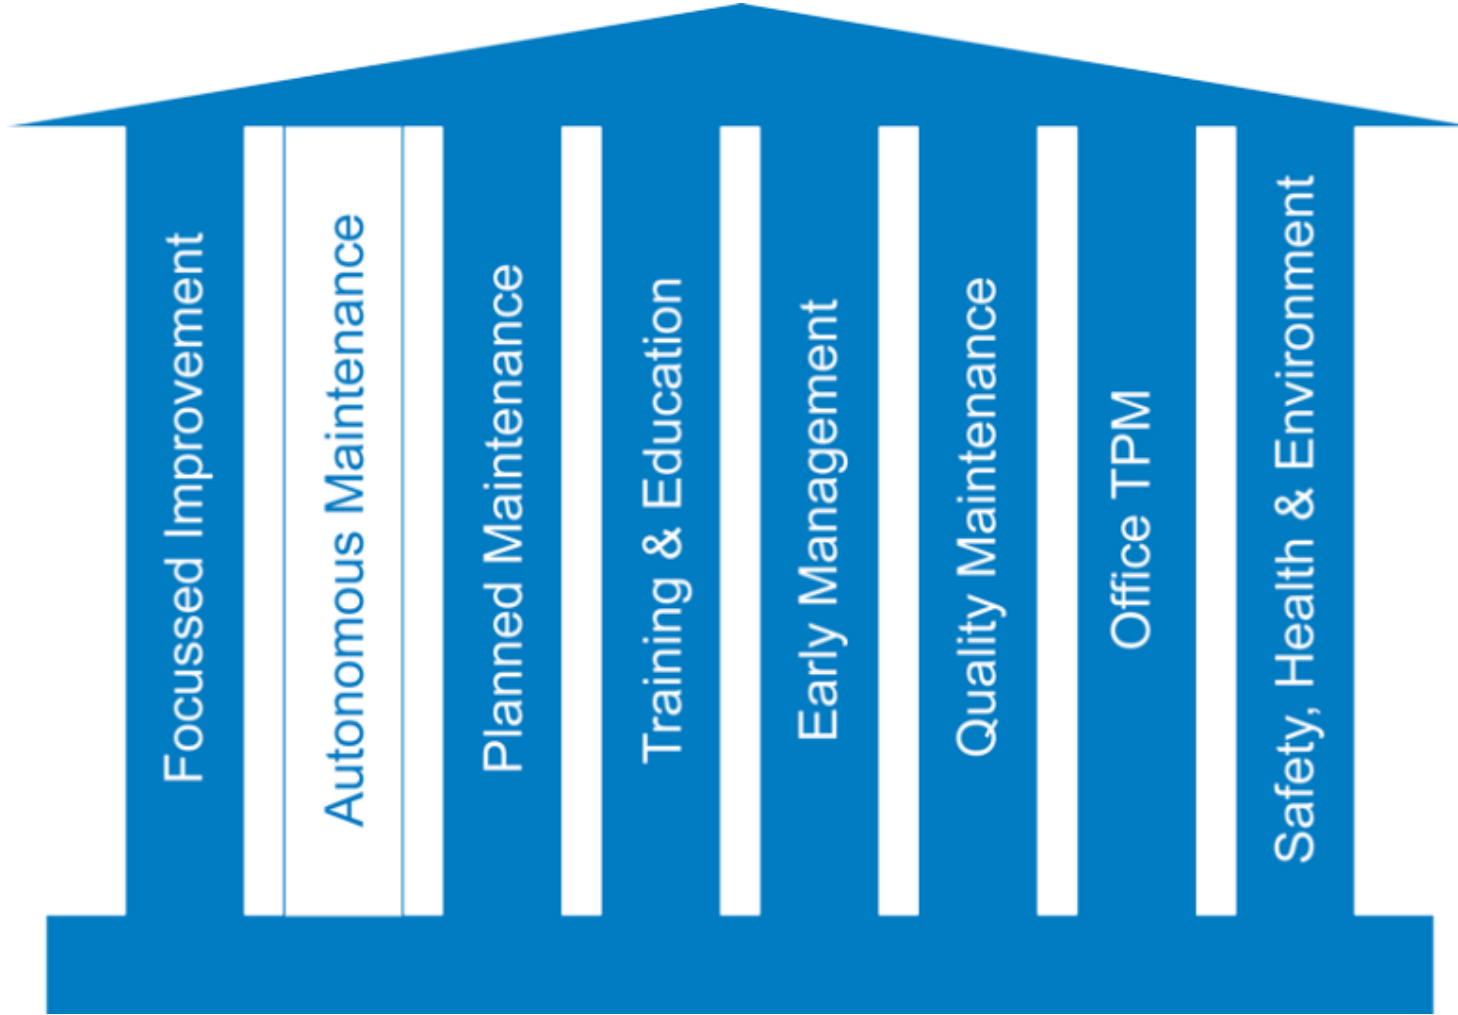 Focussed Improvement
Autonomous Maintenance
Planned Maintenance
Training & Education
Early Management
Quality Maintenance
Office TPM
Safety, Health & Environment